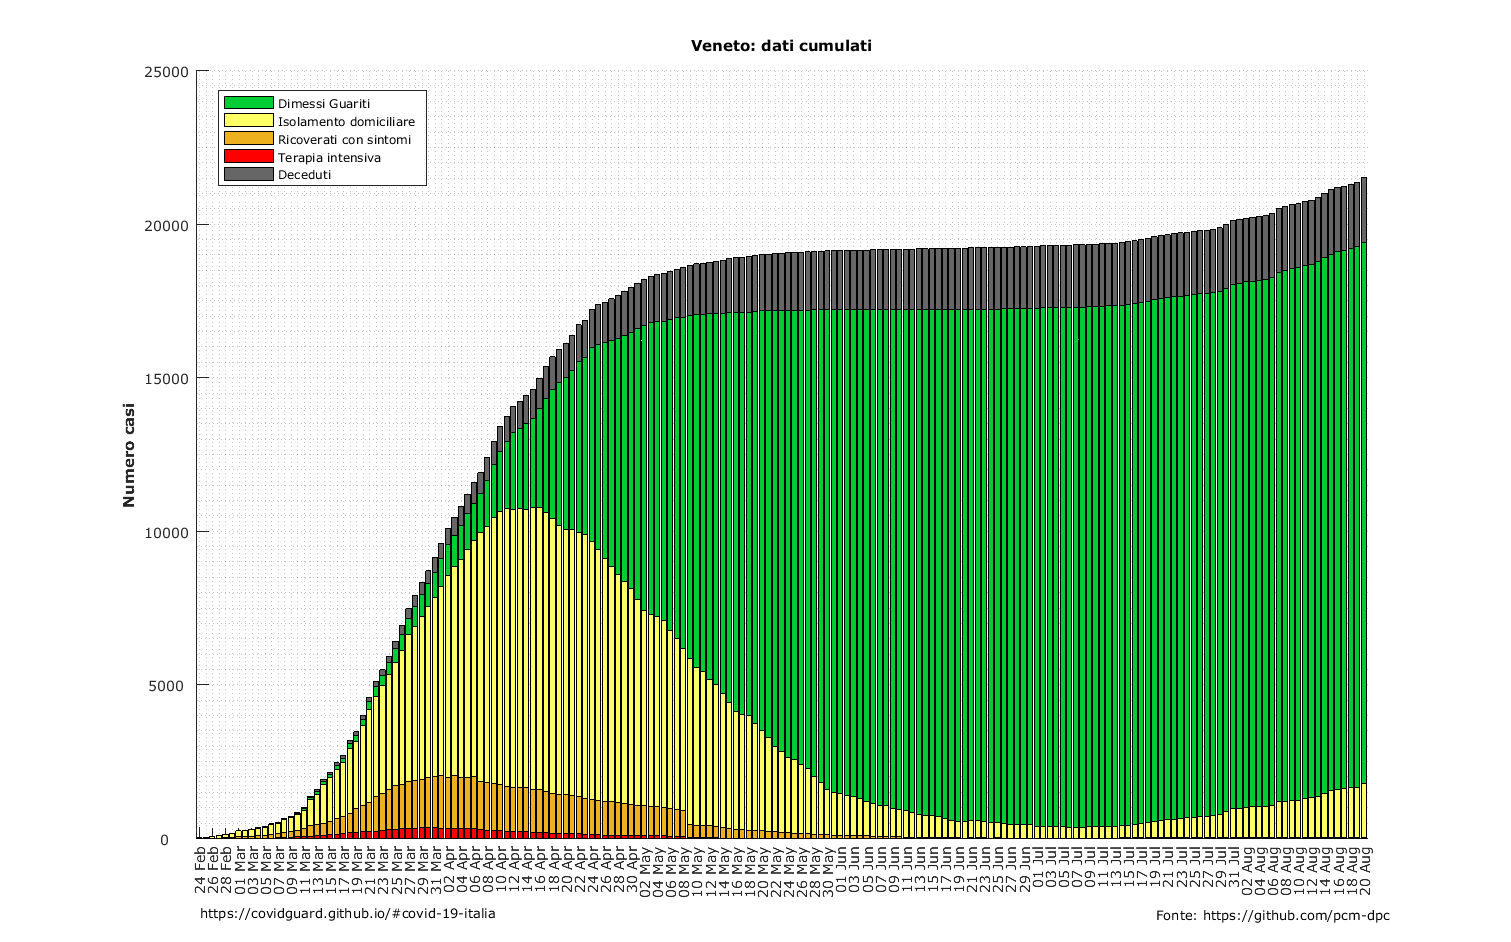 Veneto: dati cumulati
25000
20000
15000
10000
5000
0
Numero casi
Dimessi Guariti
Isolamento domiciliare
Ricoverati con sintomi
Terapia intensiva
Deceduti
24 Feb
26 Feb
28 Feb
01 Mar
03 Mar
05 Mar
07 Mar
09 Mar
11 Mar
13 Mar
15 Mar
17 Mar
19 Mar
21 Mar
23 Mar
25 Mar
27 Mar
29 Mar
31 Mar
02 Apr
04 Apr
06 Apr
08 Apr
10 Apr
12 Apr
14 Apr
16 Apr
18 Apr
20 Apr
22 Apr
24 Apr
26 Apr
28 Apr
30 Apr
02 May
04 May
06 May
08 May
10 May
12 May
14 May
16 May
18 May
20 May
22 May
24 May
26 May
28 May
30 May
01 Jun
03 Jun
05 Jun
07 Jun
09 Jun
11 Jun
13 Jun
15 Jun
17 Jun
19 Jun
21 Jun
23 Jun
25 Jun
27 Jun
29 Jun
01 Jul
03 Jul
05 Jul
07 Jul
09 Jul
11 Jul
13 Jul
15 Jul
17 Jul
19 Jul
21 Jul
23 Jul
25 Jul
27 Jul
29 Jul
31 Jul
02 Aug
04 Aug
06 Aug
08 Aug
10 Aug
12 Aug
14 Aug
16 Aug
18 Aug
20 Aug
https://covidguard.github.io/#covid-19-italia
Fonte: https://github.com/pcm-dpc